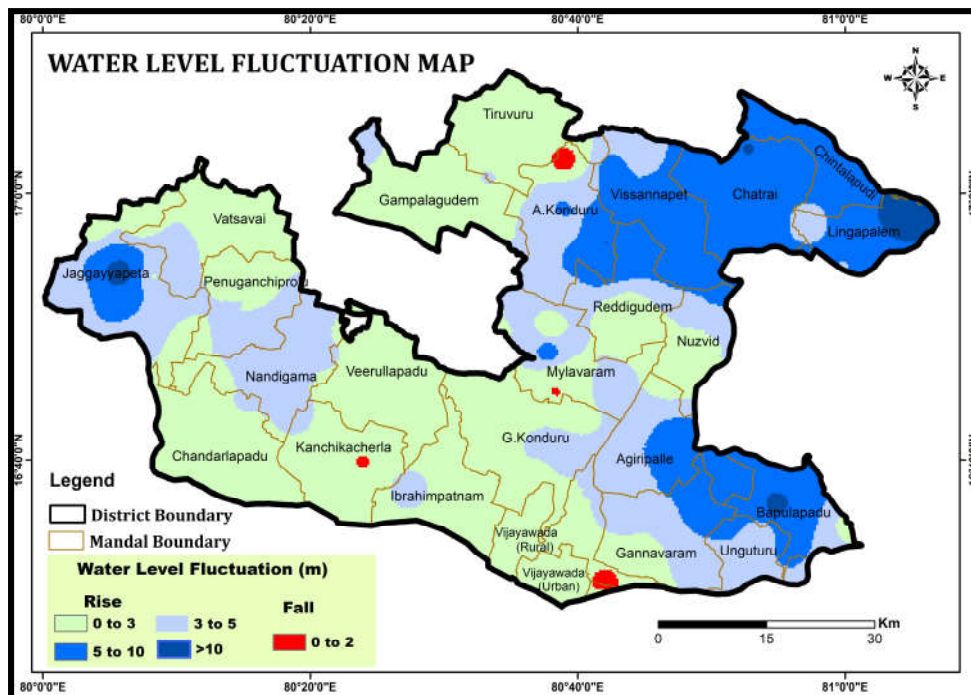 80°0'0"E 80°20'0"E 80°40'0"E 81°0'0"E
WATER LEVEL FLUCTUATION MAP
N
W E
S
Tiruvuru
Chintalapudi
17°0'0"N
Vatsavai
Gampalagudem
A.Konduru
Vissannapet
Chatrai
Lingapalem
Jaggayyapeta
Penuganchiprolu
Reddigudem
Nuzvid
Nandigama
Veerullapadu
Mylavaram
16°40'0"N
Chandarlapadu
Kanchikacherla
G.Konduru
Agiripalle
Ibrahimpatnam
Bapulapadu
Vijayawada
(Rural)
Gannavaram
Unguturu
Vijayawada
(Urban)
Legend
District Boundary
Mandal Boundary
Water Level Fluctuation (m)
Rise Fall
0 to 3 3 to 5 0 to 2
5 to 10 >10
Km
0 15 30
80°0'0"E 80°20'0"E 80°40'0"E 81°0'0"E